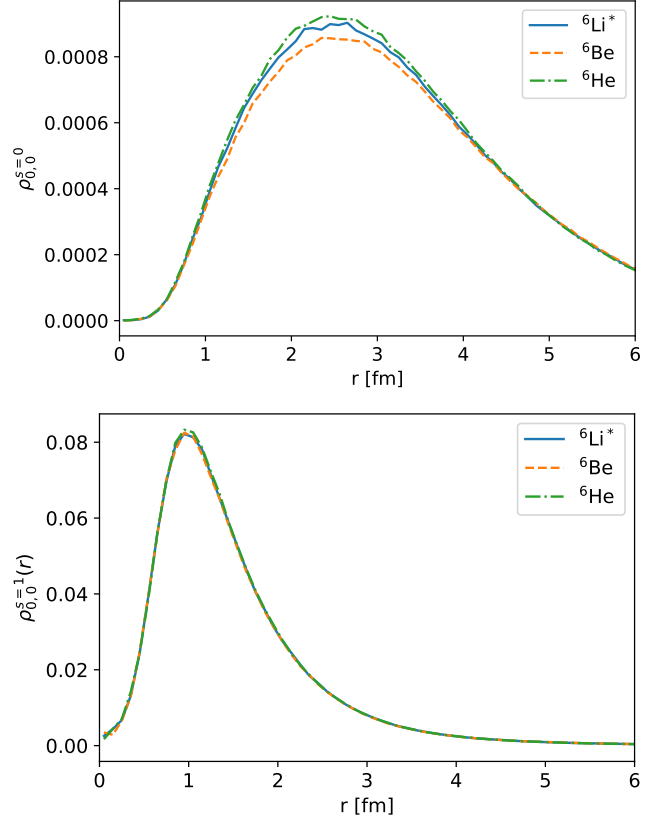 ρ^{s=0}_{0,0}
0.0008
0.0006
0.0004
0.0002
0.0000
0 1 2 3 4 5 6
r [fm]
^6Li^*
^6Be
^6He
ρ^{s=1}_{0,0}(r)
0.08
0.06
0.04
0.02
0.00
0 1 2 3 4 5 6
r [fm]
^6Li^*
^6Be
^6He